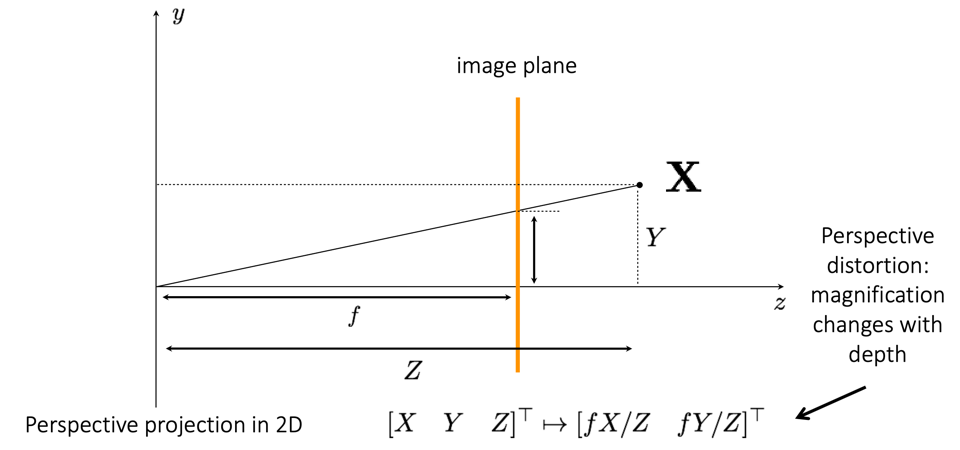 y
image plane
X
Y
Perspective
distortion:
magnification
changes with
depth
z
f
Z
Perspective projection in 2D
[X Y Z]⊤ ↦ [fX/Z fY/Z]⊤